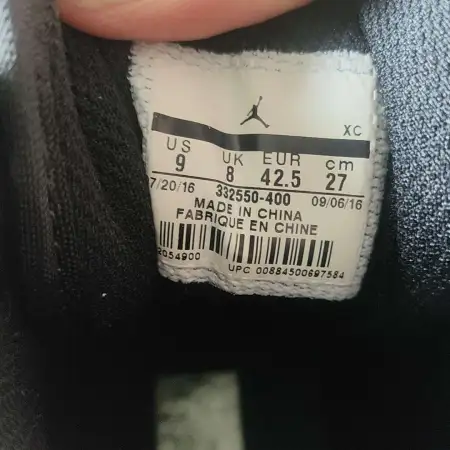 XC
US UK EUR cm
9 8 42.5 27
7/20/16 332550-400 09/06/16
MADE IN CHINA
FABRIQUE EN CHINE
2054900
UPC 00884500697584